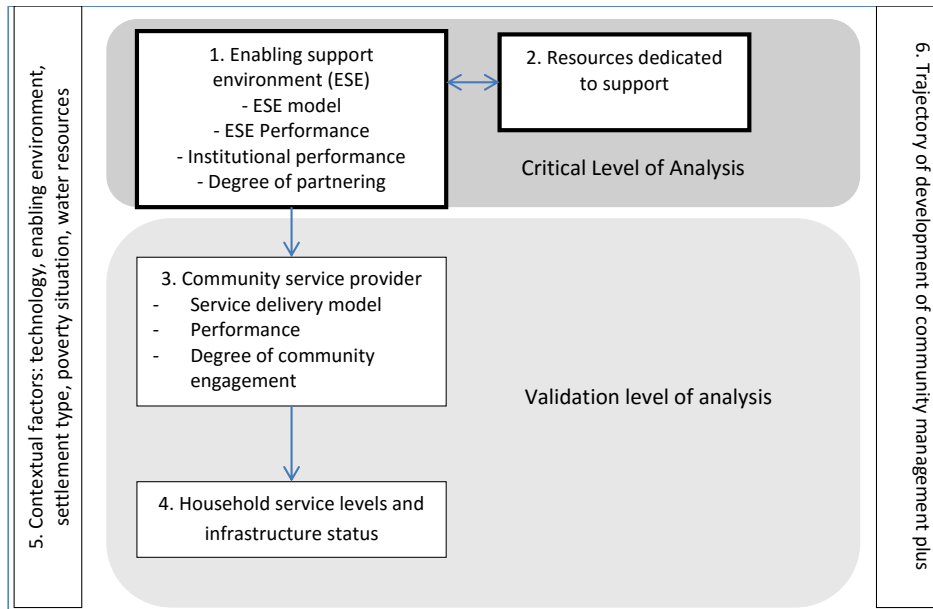 5. Contextual factors: technology, enabling environment,
settlement type, poverty situation, water resources
1. Enabling support
environment (ESE)
- ESE model
- ESE Performance
- Institutional performance
- Degree of partnering
2. Resources dedicated
to support
Critical Level of Analysis
3. Community service provider
- Service delivery model
- Performance
- Degree of community
engagement
Validation level of analysis
4. Household service levels and
infrastructure status
6. Trajectory of development of community management plus